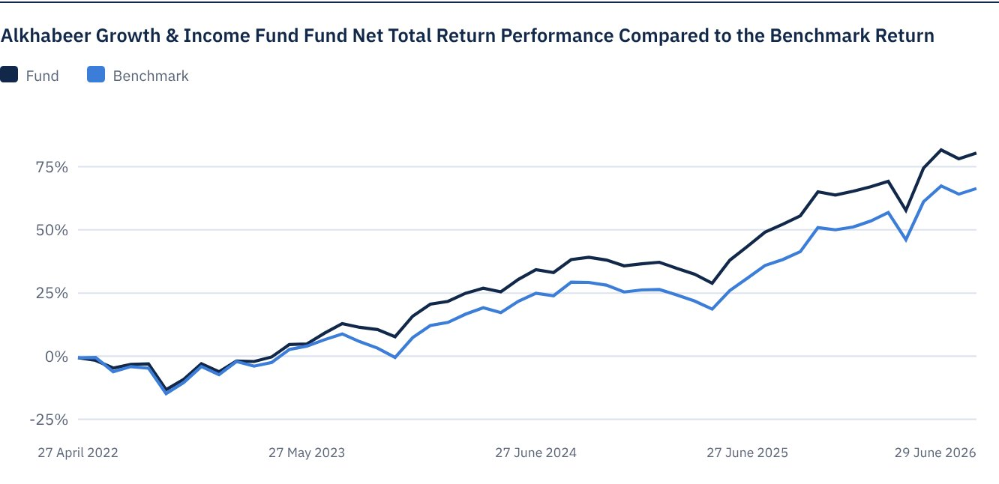 Alkhabeer Growth & Income Fund Fund Net Total Return Performance Compared to the Benchmark Return
Fund Benchmark
75%
50%
25%
0%
-25%
27 April 2022 27 May 2023 27 June 2024 27 June 2025 29 June 2026